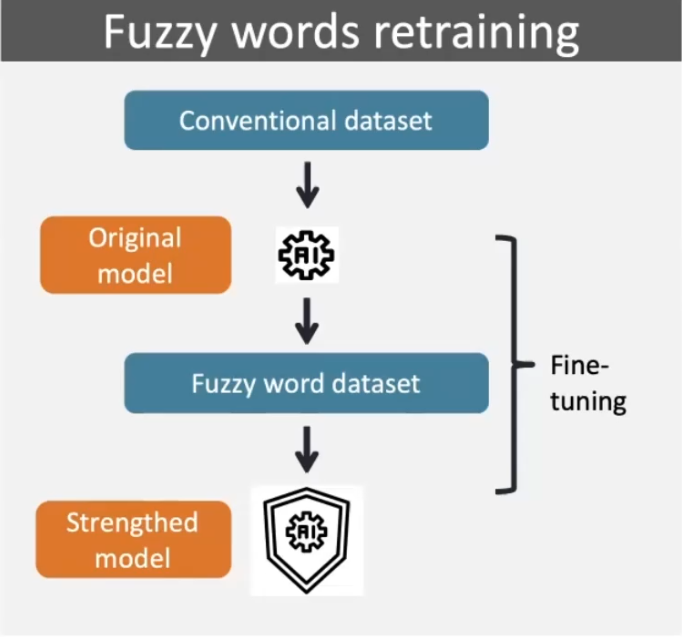 Fuzzy words retraining
Conventional dataset
Original
model
AI
Fuzzy word dataset
Fine-
tuning
Strengthed
model
AI